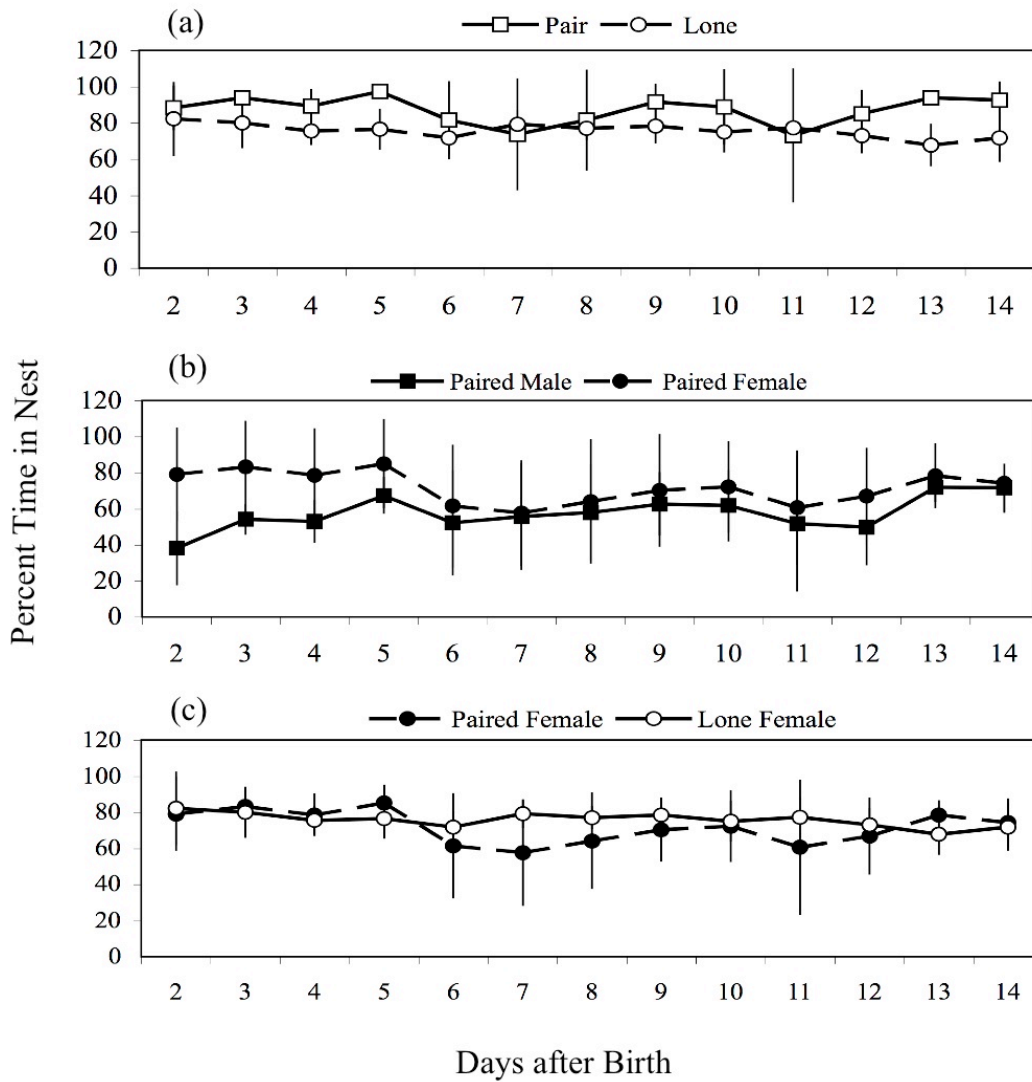 (a)
Pair Lone
120
100
80
60
40
20
0
2 3 4 5 6 7 8 9 10 11 12 13 14
Percent Time in Nest
(b)
Paired Male Paired Female
120
100
80
60
40
20
0
2 3 4 5 6 7 8 9 10 11 12 13 14
(c)
Paired Female Lone Female
120
100
80
60
40
20
0
2 3 4 5 6 7 8 9 10 11 12 13 14
Days after Birth